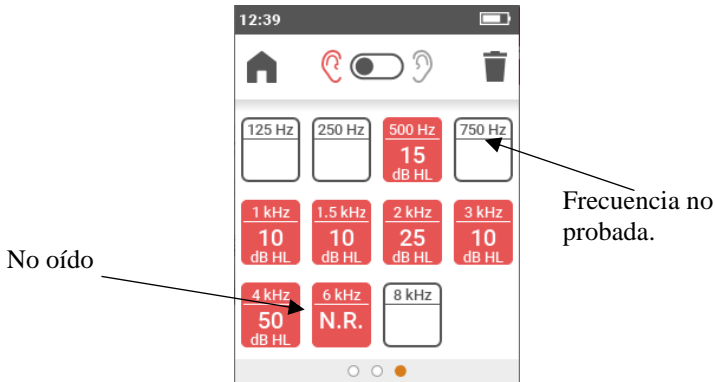 12:39
125 Hz 250 Hz 500 Hz 750 Hz
15
dB HL
Frecuencia no
probada.
1 kHz 1.5 kHz 2 kHz 3 kHz
10 10 25 10
dB HL dB HL dB HL dB HL
No oído
4 kHz 6 kHz 8 kHz
50 N.R.
dB HL